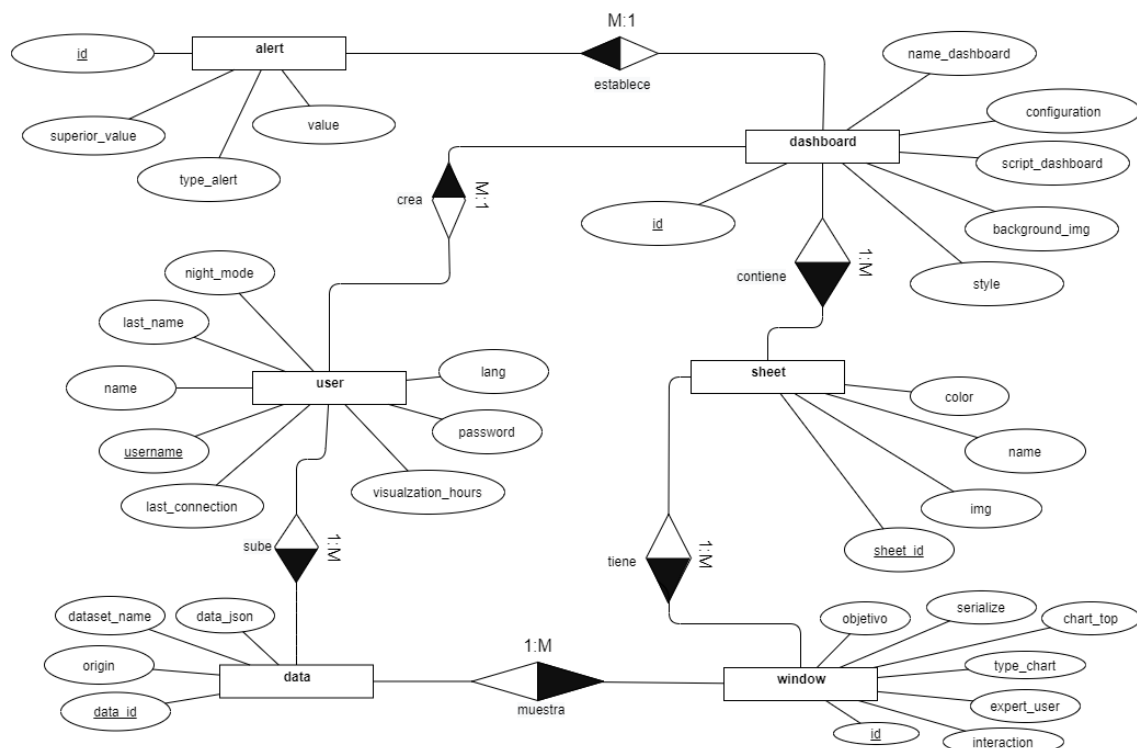 M:1
alert
id
establece
superior_value
type_alert
value
name_dashboard
configuration
dashboard
script_dashboard
background_img
style
id
crea
M:1
contiene
1:M
night_mode
last_name
name
user
lang
username
password
last_connection
visualzation_hours
sheet
color
name
img
sheet_id
sube
1:M
tiene
1:M
dataset_name
data_json
origin
data
data_id
1:M
muestra
objetivo
serialize
chart_top
type_chart
window
expert_user
id
interaction